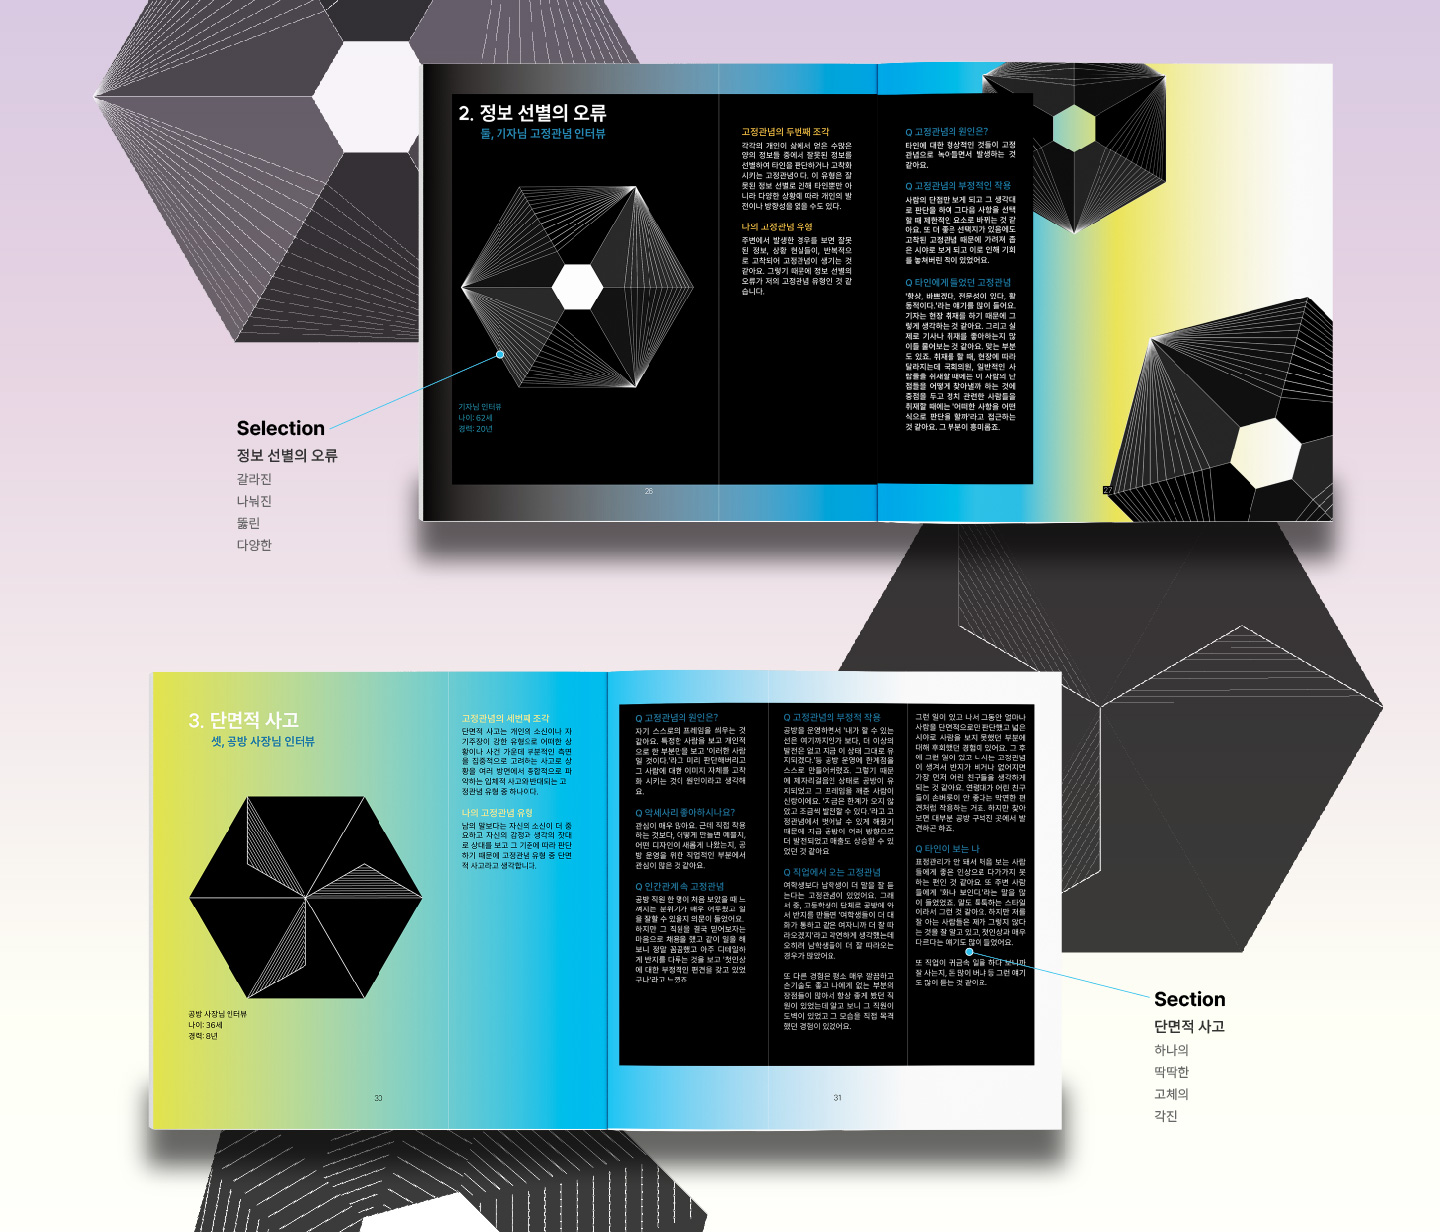 2. 정보 선별의 오류
둘, 기자님 고정관념 인터뷰
기자님 인터뷰
나이: 62세
경력: 20년
고정관념의 두번째 조각
각각의 개인이 삶에서 얻은 수많은
양의 정보들 중에서 잘못된 정보를
선별하여 타인을 판단하거나 고착화
시키는 고정관념이다. 이 유형은 잘
못된 정보 선별로 인해 타인뿐만 아
니라 다양한 상황에 따라 개인의 발
전이나 방향성을 잃을 수도 있다.
나의 고정관념 유형
주변에서 발생한 경우를 보면 잘못
된 정보, 상황 현실들이, 반복적으
로 고착되어 고정관념이 생기는 것
같아요. 그렇기 때문에 정보 선별의
오류가 저의 고정관념 유형인 것 같
습니다.
26
Q 고정관념의 원인은?
타인에 대한 형상적인 것들이 고정
관념으로 녹아들면서 발생하는 것
같아요.
Q 고정관념의 부정적인 작용
사람의 단점만 보게 되고 그 생각대
로 판단을 하여 그다음 사항을 선택
할 때 제한적인 요소로 바뀌는 것 같
아요. 또 더 좋은 선택지가 있음에도
고착된 고정관념 때문에 가려져 좁
은 시야로 보게 되고 이로 인해 기회
를 놓쳐버린 적이 있었어요.
Q 타인에게 들었던 고정관념
'항상, 바쁘겠다, 전문성이 있다, 활
동적이다.'라는 얘기를 많이 들어요.
기자는 현장 취재를 하기 때문에 그
렇게 생각하는 것 같아요. 그리고 실
제로 기사나 취재를 좋아하는지 많
이들 물어보는 것 같아요. 맞는 부분
도 있죠. 취재를 할 때, 현장에 따라
달라지는데 국회의원, 일반적인 사
람들을 취재할 때에는 이 사람의 단
점들을 어떻게 찾아낼까 하는 것에
중점을 두고 정치 관련한 사람들을
취재할 때에는 '어떠한 사항을 어떤
식으로 판단을 할까'라고 접근하는
것 같아요. 그 부분이 흥미롭죠.
27
Selection
정보 선별의 오류
갈라진
나눠진
뚫린
다양한
3. 단면적 사고
셋, 공방 사장님 인터뷰
공방 사장님 인터뷰
나이: 36세
경력: 8년
30
고정관념의 세번째 조각
단면적 사고는 개인의 소신이나 자
기주장이 강한 유형으로 어떠한 상
황이나 사건 가운데 부분적인 측면
을 집중적으로 고려하는 사고로 상
황을 여러 방면에서 종합적으로 파
악하는 입체적 사고와 반대되는 고
정관념 유형 중 하나이다.
나의 고정관념 유형
남의 말보다는 자신의 소신이 더 중
요하고 자신의 감정과 생각의 잣대
로 상대를 보고 그 기준에 따라 판단
하기 때문에 고정관념 유형 중 단면
적 사고라고 생각합니다.
Q 고정관념의 원인은?
자기 스스로의 프레임을 씌우는 것
같아요. 특정한 사람을 보고 개인적
으로 한 부분만을 보고 '이러한 사람
일 것이다.'라고 미리 판단해버리고
그 사람에 대한 이미지 자체를 고착
화 시키는 것이 원인이라고 생각해
요.
Q 악세사리 좋아하시나요?
관심이 매우 많아요. 근데 직접 착용
하는 것보다, 어떻게 만들면 예쁠지,
어떤 디자인이 새롭게 나왔는지, 공
방 운영을 위한 직업적인 부분에서
관심이 많은 것 같아요.
Q 인간관계 속 고정관념
공방 직원 한 명이 처음 보았을 때 느
껴지는 분위기가 매우 어두웠고 일
을 잘할 수 있을지 의문이 들었어요.
하지만 그 직원을 결국 믿어보자는
마음으로 채용을 했고 같이 일을 해
보니 정말 꼼꼼했고 아주 디테일하
게 반지를 다루는 것을 보고 '첫인상
에 대한 부정적인 편견을 갖고 있었
구나'라고 느꼈죠
Q 고정관념의 부정적 작용
공방을 운영하면서 '내가 할 수 있는
선은 여기까지인가 보다, 더 이상의
발전은 없고 지금 이 상태 그대로 유
지되겠다.'등 공방 운영에 한계점을
스스로 만들어버렸죠. 그렇기 때문
에 제자리걸음인 상태로 공방이 유
지되었고 그 프레임을 깨준 사람이
신랑이에요. '지금은 한계가 오지 않
았고 조금씩 발전할 수 있다.'라고 고
정관념에서 벗어날 수 있게 해줬기
때문에 지금 공방이 여러 방향으로
더 발전되었고 매출도 상승할 수 있
었던 것 같아요
Q 직업에서 오는 고정관념
여학생보다 남학생이 더 말을 잘 듣
는다는 고정관념이 있었어요. 그래
서 중, 고등학생이 단체로 공방에 와
서 반지를 만들면 '여학생들이 더 대
화가 통하고 같은 여자니까 더 잘 따
라오겠지'라고 막연하게 생각했는데
오히려 남학생들이 더 잘 따라오는
경우가 많았어요.
또 다른 경험은 평소 매우 깔끔하고
손기술도 좋고 나에게 없는 부분의
장점들이 많아서 항상 좋게 봤던 직
원이 있었는데 알고 보니 그 직원이
도벽이 있었고 그 모습을 직접 목격
했던 경험이 있었어요.
31
그런 일이 있고 나서 그동안 얼마나
사람을 단면적으로만 판단했고 넓은
시야로 사람을 보지 못했던 부분에
대해 후회했던 경험이 있어요. 그 후
에 그런 일이 있고 나서는 고정관념
이 생겨서 반지가 비거나 없어지면
가장 먼저 어린 친구들을 생각하게
되는 것 같아요. 연령대가 어린 친구
들이 손버릇이 안 좋다는 막연한 편
견처럼 작용하는 거죠. 하지만 찾아
보면 대부분 공방 구석진 곳에서 발
견하곤 하죠.
Q 타인이 보는 나
표정관리가 안 돼서 처음 보는 사람
들에게 좋은 인상으로 다가가지 못
하는 편인 것 같아요 또 주변 사람
들에게 '화나 보인다'라는 말을 많
이 들었었죠. 말도 툭툭하는 스타일
이라서 그런 것 같아요. 하지만 저를
잘 아는 사람들은 제가 그렇지 않다
는 것을 잘 알고 있고, 첫인상과 매우
다르다는 얘기도 많이 들었어요.
또 직업이 귀금속 일을 하다 보니까
잘 사는지, 돈 많이 버냐 등 그런 얘기
도 많이 듣는 것 같아요.
Section
단면적 사고
하나의
딱딱한
고체의
각진